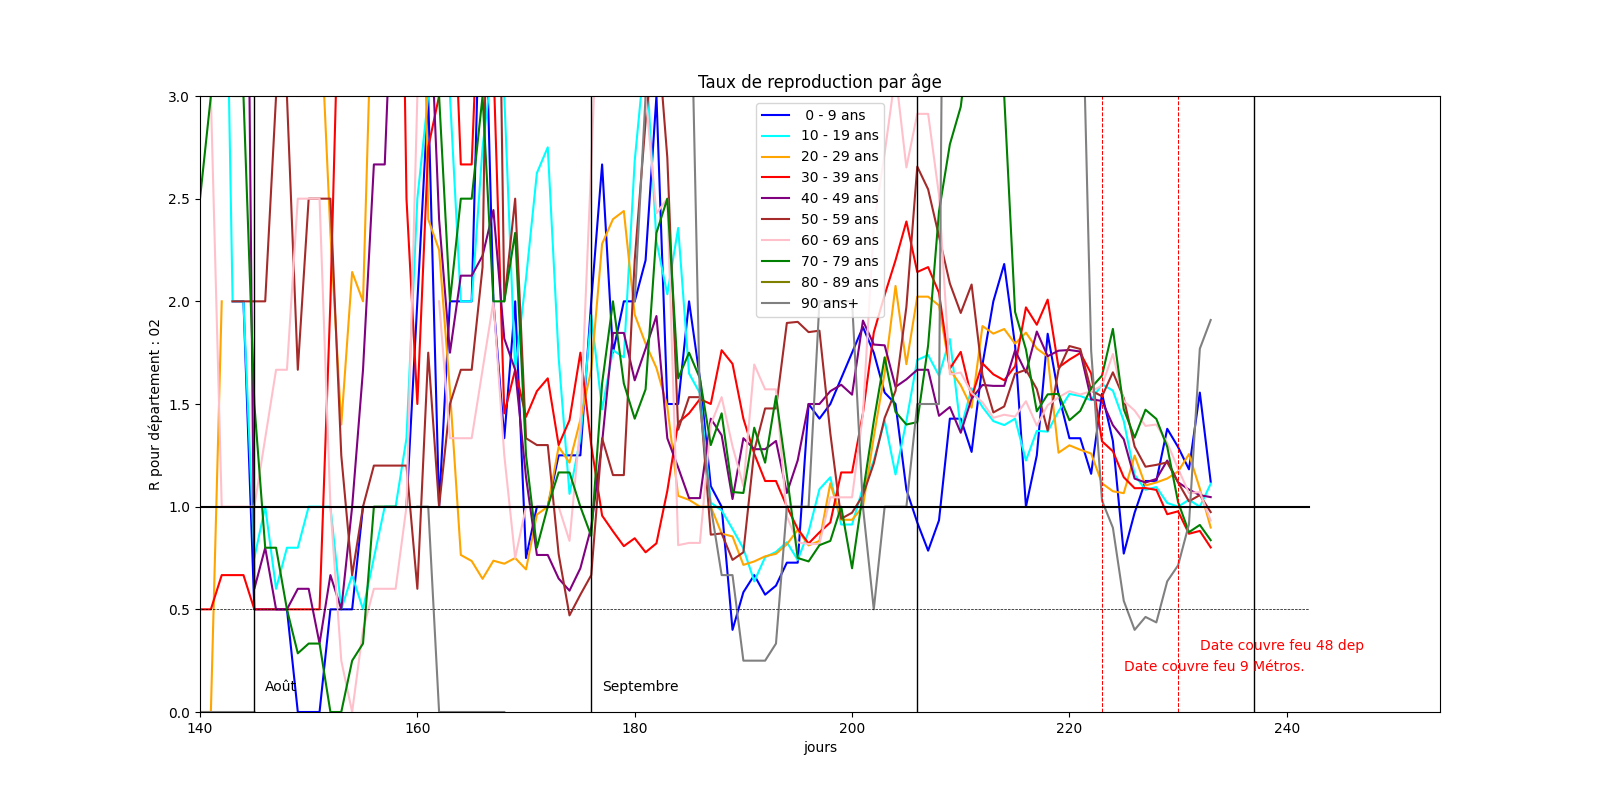 Taux de reproduction par âge
R pour département : 02
3.0
2.5
2.0
1.5
1.0
0.5
0.0
0 - 9 ans
10 - 19 ans
20 - 29 ans
30 - 39 ans
40 - 49 ans
50 - 59 ans
60 - 69 ans
70 - 79 ans
80 - 89 ans
90 ans+
Date couvre feu 48 dep
Date couvre feu 9 Métros.
Août
Septembre
140
160
180
200
220
240
jours